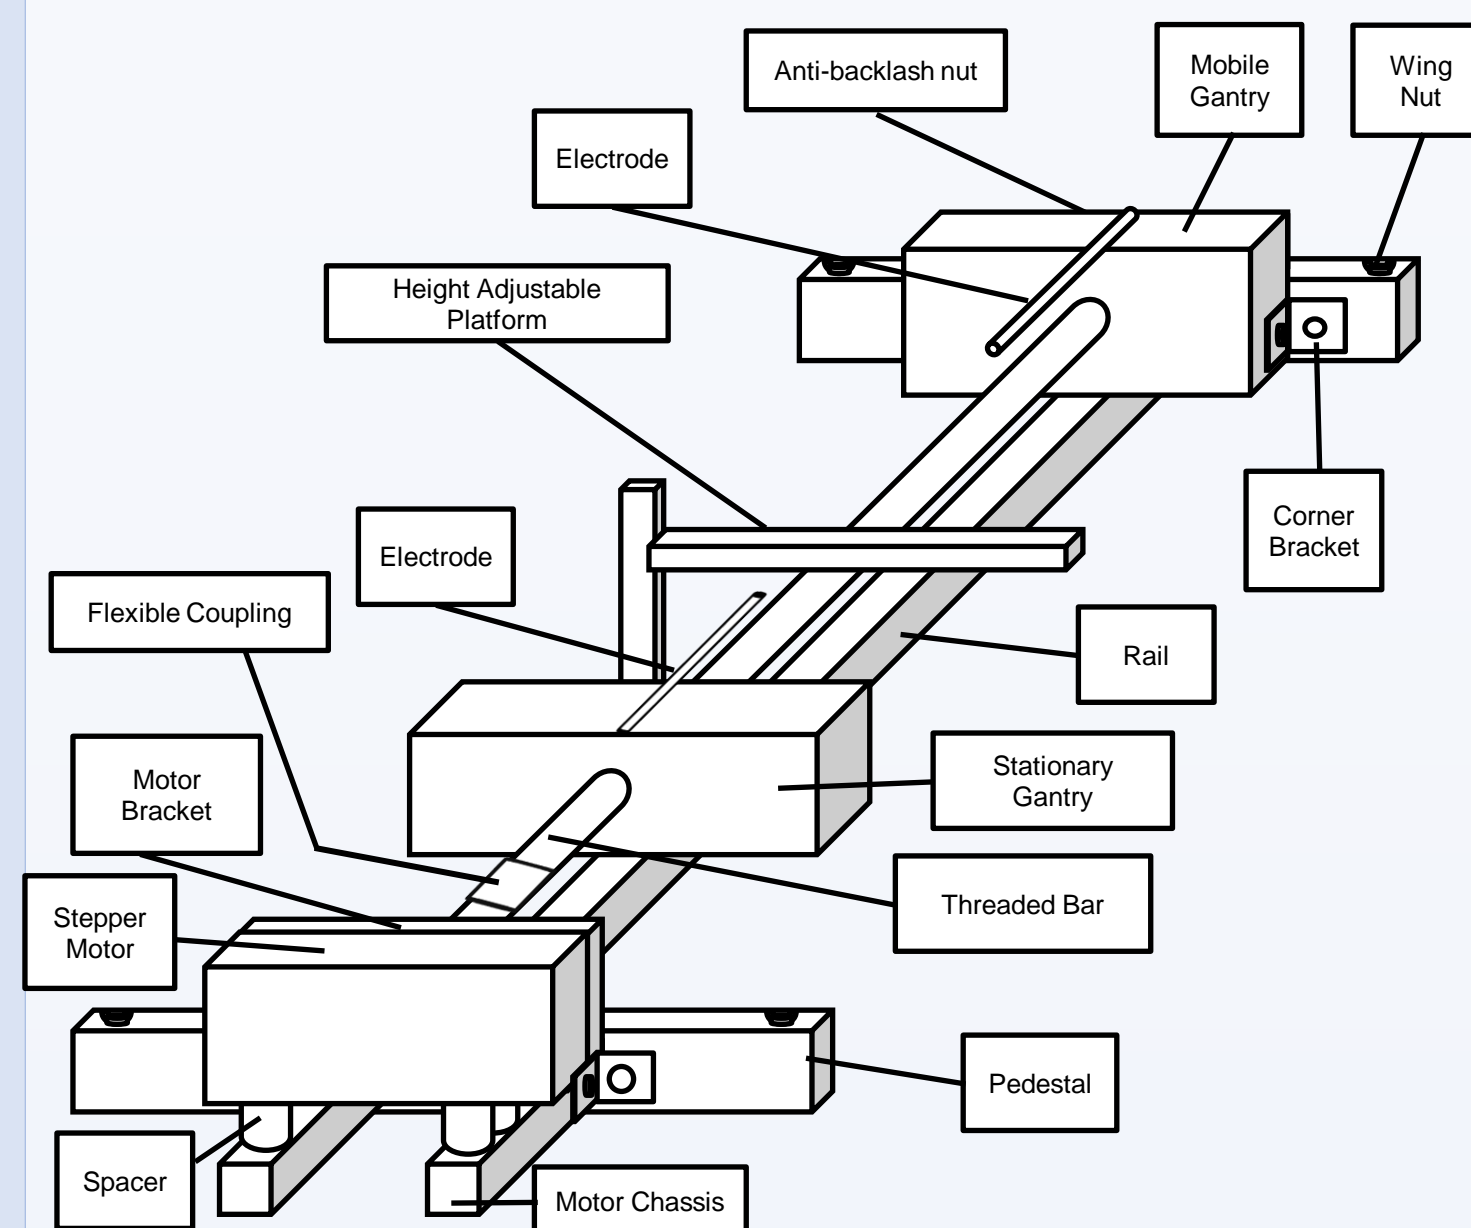 Anti-backlash nut
Mobile
Gantry
Wing
Nut
Electrode
Height Adjustable
Platform
Corner
Bracket
Electrode
Flexible Coupling
Rail
Motor
Bracket
Stationary
Gantry
Stepper
Motor
Threaded Bar
Pedestal
Spacer
Motor Chassis